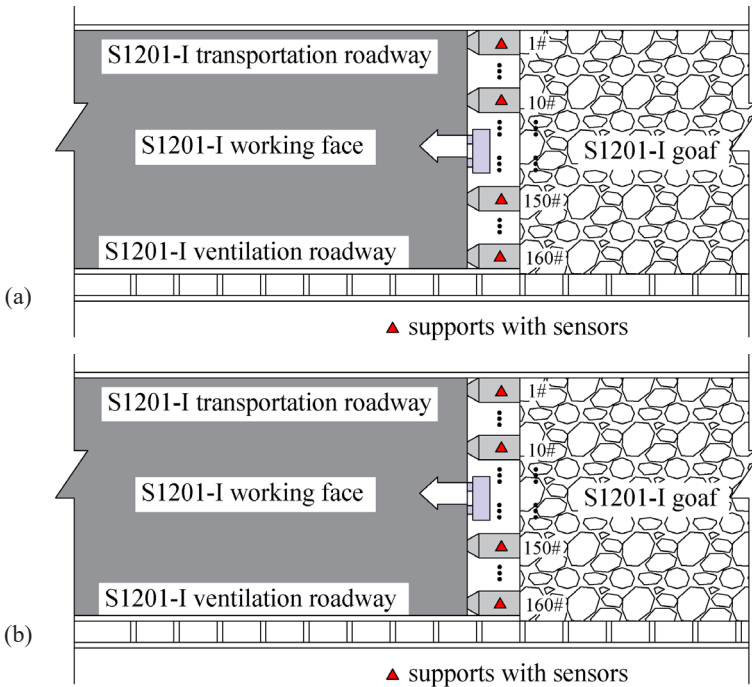 S1201-I transportation roadway
1#
10#
S1201-I working face
S1201-I goaf
150#
S1201-I ventilation roadway
160#
(a)
supports with sensors
S1201-I transportation roadway
1#
10#
S1201-I working face
S1201-I goaf
150#
S1201-I ventilation roadway
160#
(b)
supports with sensors